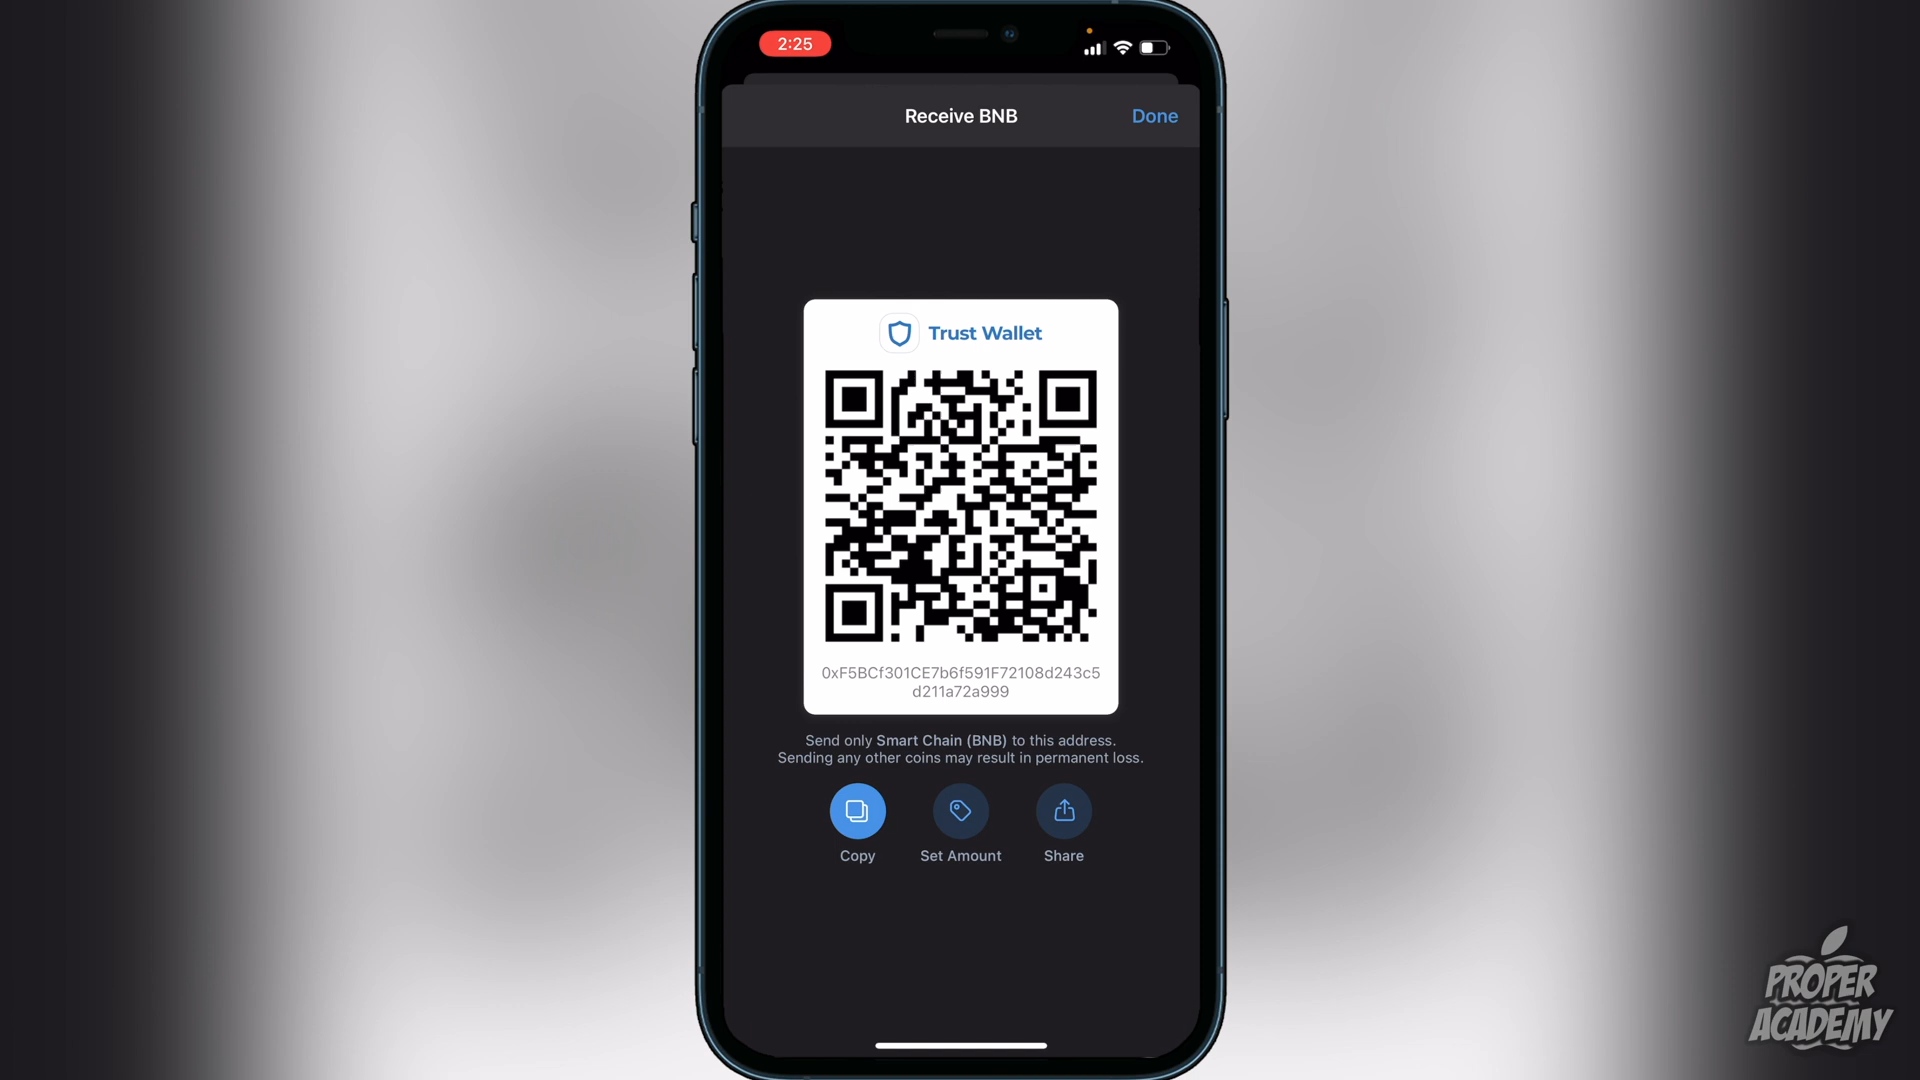 2:25
Receive BNB
Done
Trust Wallet
0xF5BCf301CE7b6f591F72108d243c5
d211a72a999
Send only Smart Chain (BNB) to this address.
Sending any other coins may result in permanent loss.
Copy
Set Amount
Share
PROPER
ACADEMY